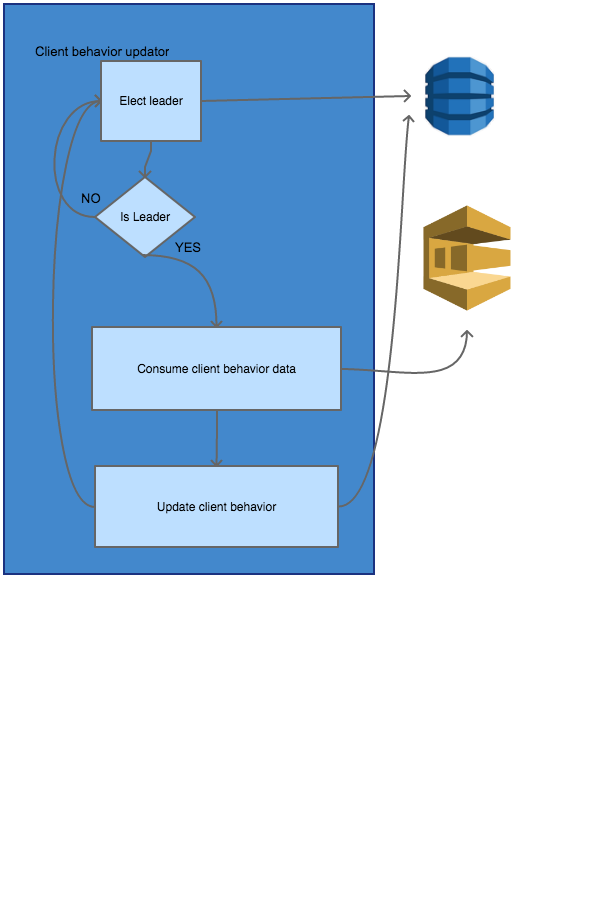 Client behavior updator
Elect leader
Is Leader
NO
YES
Consume client behavior data
Update client behavior